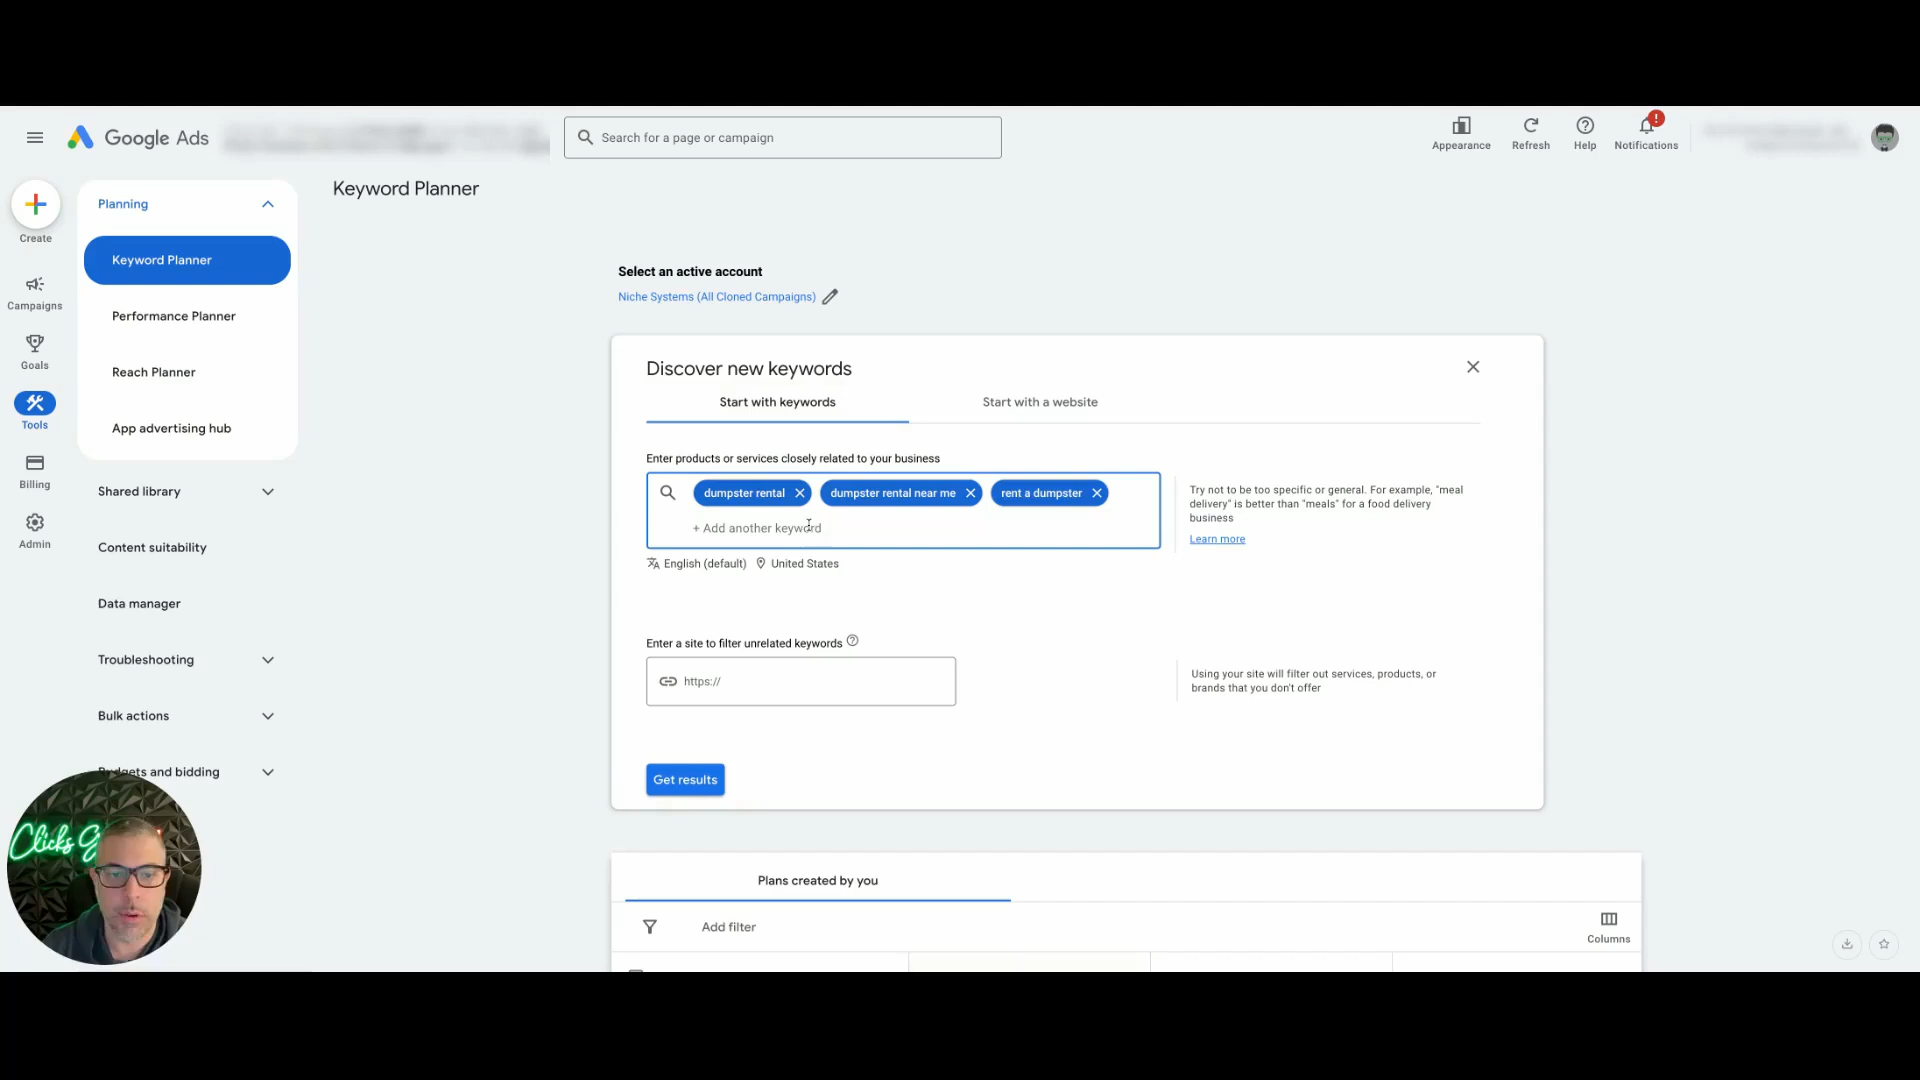 Google Ads
Search for a page or campaign
Appearance
Refresh
Help
!
Notifications
Create
Campaigns
Goals
Tools
Billing
Admin
Planning
Keyword Planner
Performance Planner
Reach Planner
App advertising hub
Shared library
Content suitability
Data manager
Troubleshooting
Bulk actions
Budgets and bidding
Keyword Planner
Select an active account
Niche Systems (All Cloned Campaigns)
Discover new keywords
Start with keywords
Start with a website
Enter products or services closely related to your business
dumpster rental
dumpster rental near me
rent a dumpster
+ Add another keyword
English (default)
United States
Try not to be too specific or general. For example, "meal
delivery" is better than "meals" for a food delivery
business
Learn more
Enter a site to filter unrelated keywords
https://
Using your site will filter out services, products, or
brands that you don't offer
Get results
Plans created by you
Add filter
Columns
Clicks